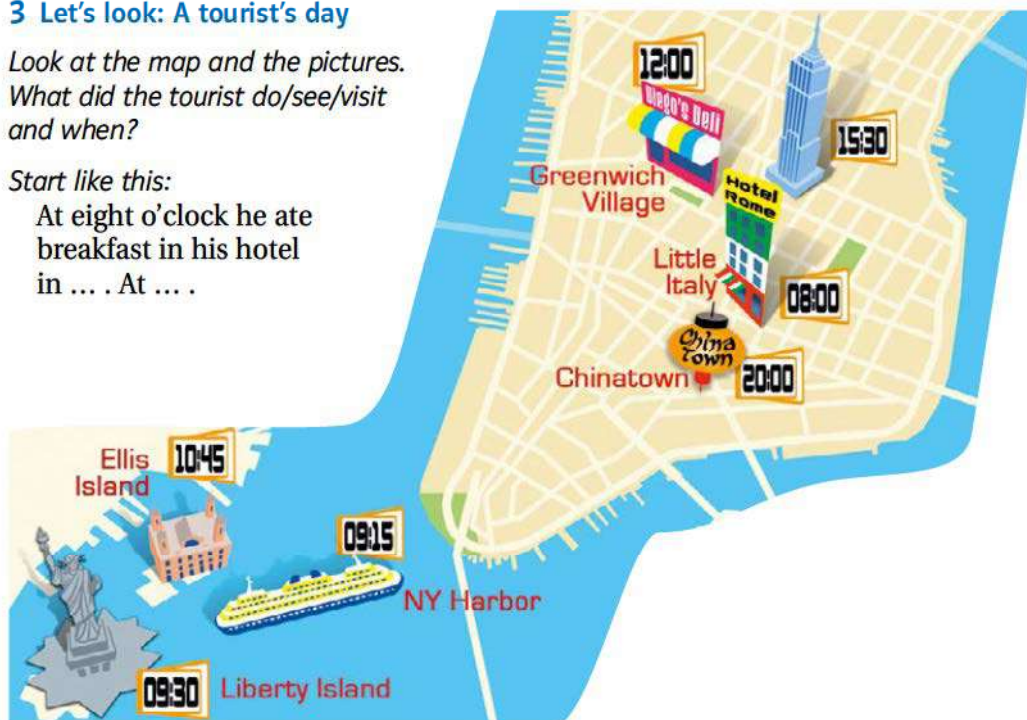 3 Let's look: A tourist's day
Look at the map and the pictures.
What did the tourist do/see/visit
and when?
Start like this:
At eight o'clock he ate
breakfast in his hotel
in ... . At ... .
12:00
Diego's Deli
15:30
Greenwich
Village
Hotel
Rome
Little
Italy
08:00
China
Town
Chinatown
20:00
Ellis
Island
10:45
09:15
NY Harbor
09:30
Liberty Island